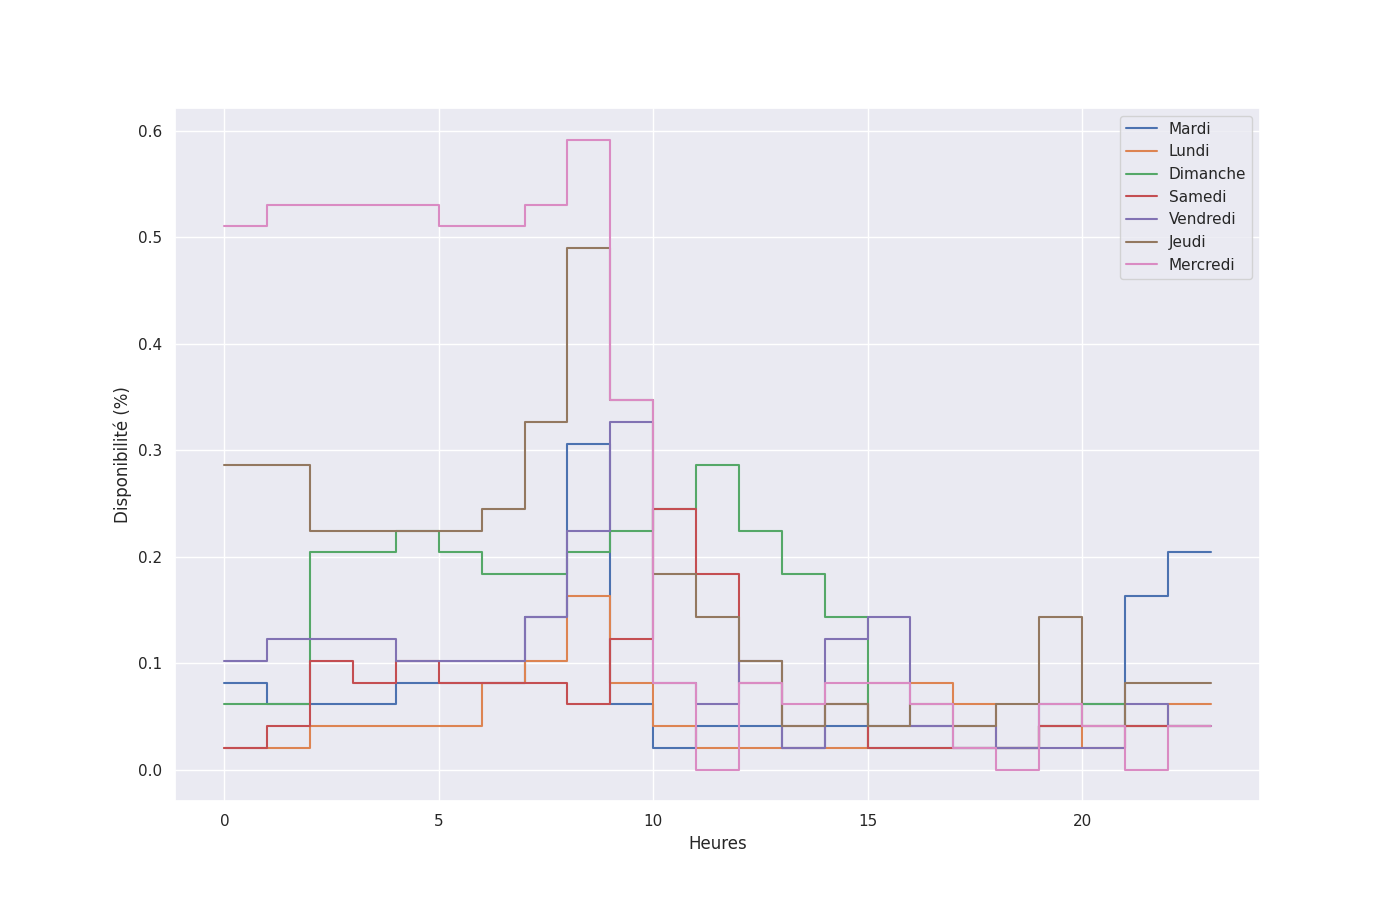 0.6
0.5
0.4
0.3
0.2
0.1
0.0
Disponibilité (%)
0
5
10
15
20
Heures
Mardi
Lundi
Dimanche
Samedi
Vendredi
Jeudi
Mercredi